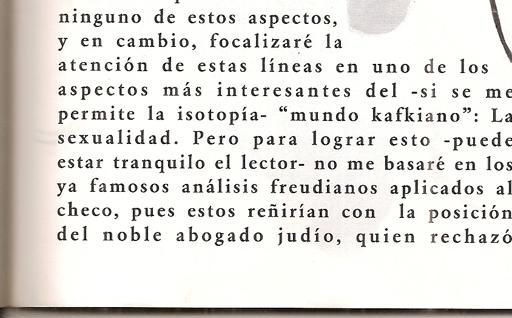 ninguno de estos aspectos,
y en cambio, focalizaré la
atención de estas líneas en uno de los
aspectos más interesantes del -si se me
permite la isotopía- “mundo kafkiano”: La
sexualidad. Pero para lograr esto -puede
estar tranquilo el lector- no me basaré en los
ya famosos análisis freudianos aplicados al
checo, pues estos reñirían con la posición
del noble abogado judío, quien rechazó